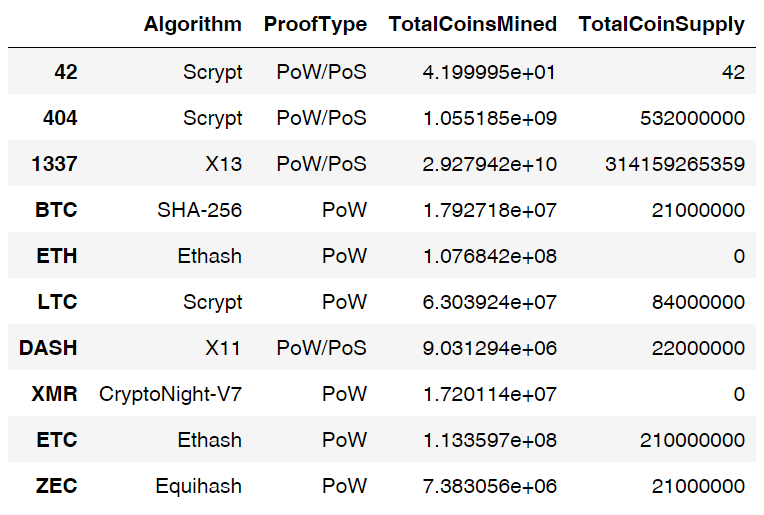 Algorithm ProofType TotalCoinsMined TotalCoinSupply
42 Scrypt PoW/PoS 4.199995e+01 42
404 Scrypt PoW/PoS 1.055185e+09 532000000
1337 X13 PoW/PoS 2.927942e+10 314159265359
BTC SHA-256 PoW 1.792718e+07 21000000
ETH Ethash PoW 1.076842e+08 0
LTC Scrypt PoW 6.303924e+07 84000000
DASH X11 PoW/PoS 9.031294e+06 22000000
XMR CryptoNight-V7 PoW 1.720114e+07 0
ETC Ethash PoW 1.133597e+08 210000000
ZEC Equihash PoW 7.383056e+06 21000000